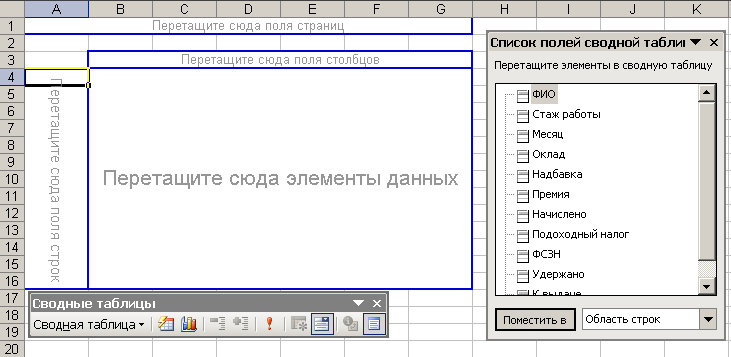 A B C D E F G H I J K
1 Перетащите сюда поля страниц
2
Список полей сводной табли
3 Перетащите сюда поля столбцов
Перетащите элементы в сводную таблицу
4
5
6
7
8
9
10
11
12
13
14
15
16
17
18
19
20
Перетащите сюда поля строк
Перетащите сюда элементы данных
ФИО
Стаж работы
Месяц
Оклад
Надбавка
Премия
Начислено
Подоходный налог
ФСЗН
Удержано
К выдаче
Поместить в Область строк
Сводные таблицы
Сводная таблица